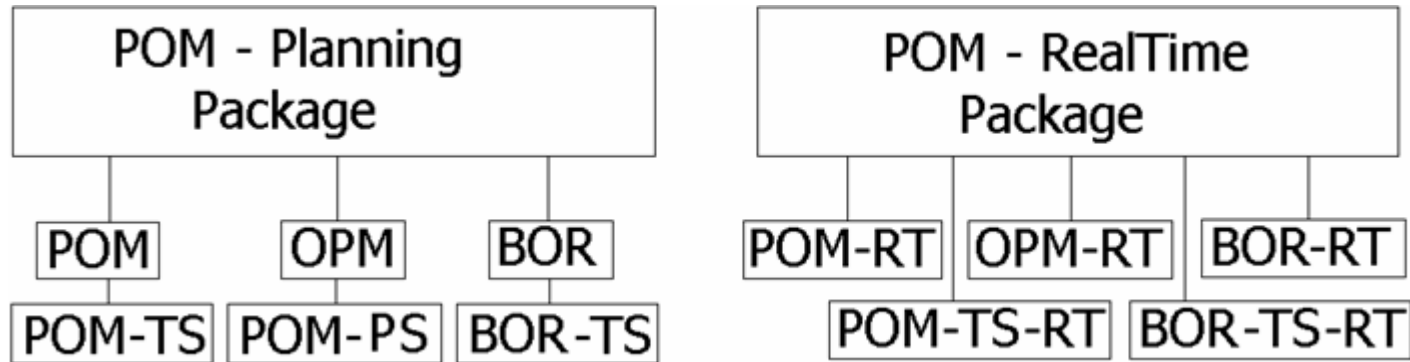 POM - Planning
Package
POM - RealTime
Package
POM
OPM
BOR
POM-TS
POM-PS
BOR-TS
POM-RT
OPM-RT
BOR-RT
POM-TS-RT
BOR-TS-RT